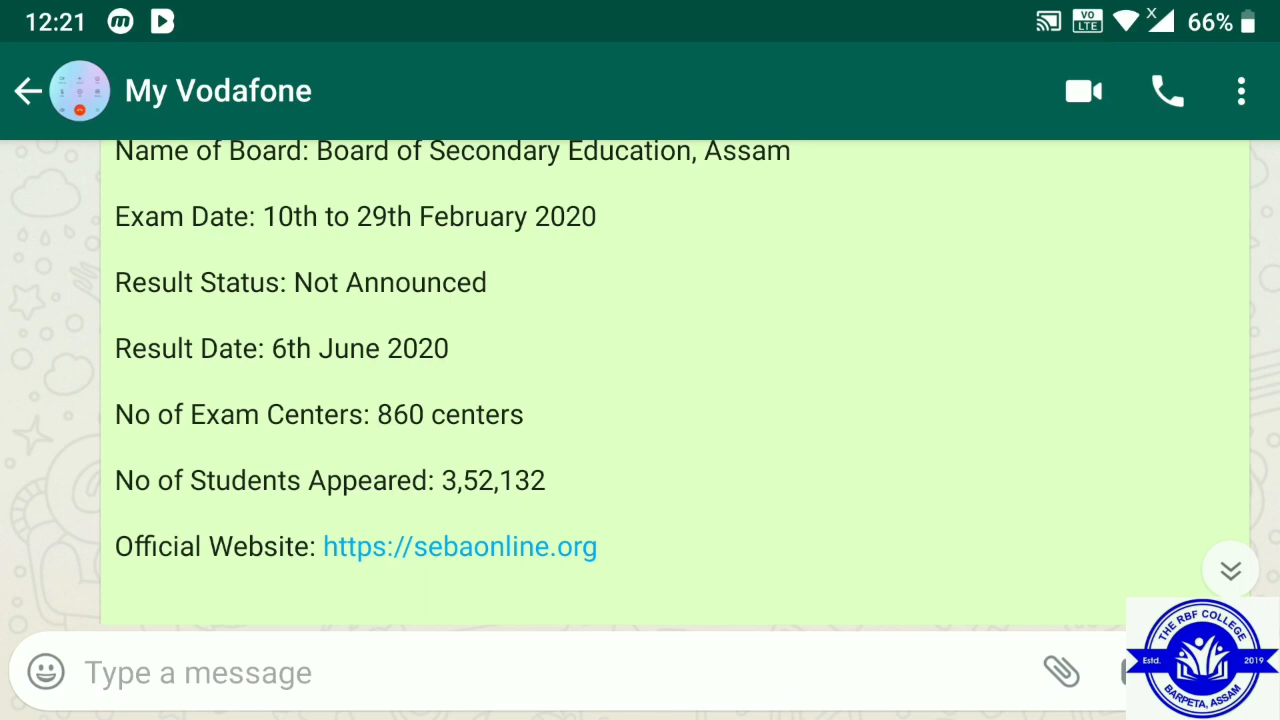 12:21
VO
LTE
X
66%
My Vodafone
Name of Board: Board of Secondary Education, Assam
Exam Date: 10th to 29th February 2020
Result Status: Not Announced
Result Date: 6th June 2020
No of Exam Centers: 860 centers
No of Students Appeared: 3,52,132
Official Website: https://sebaonline.org
Type a message
THE RBF COLLEGE
Estd. 2019
BARPETA, ASSAM